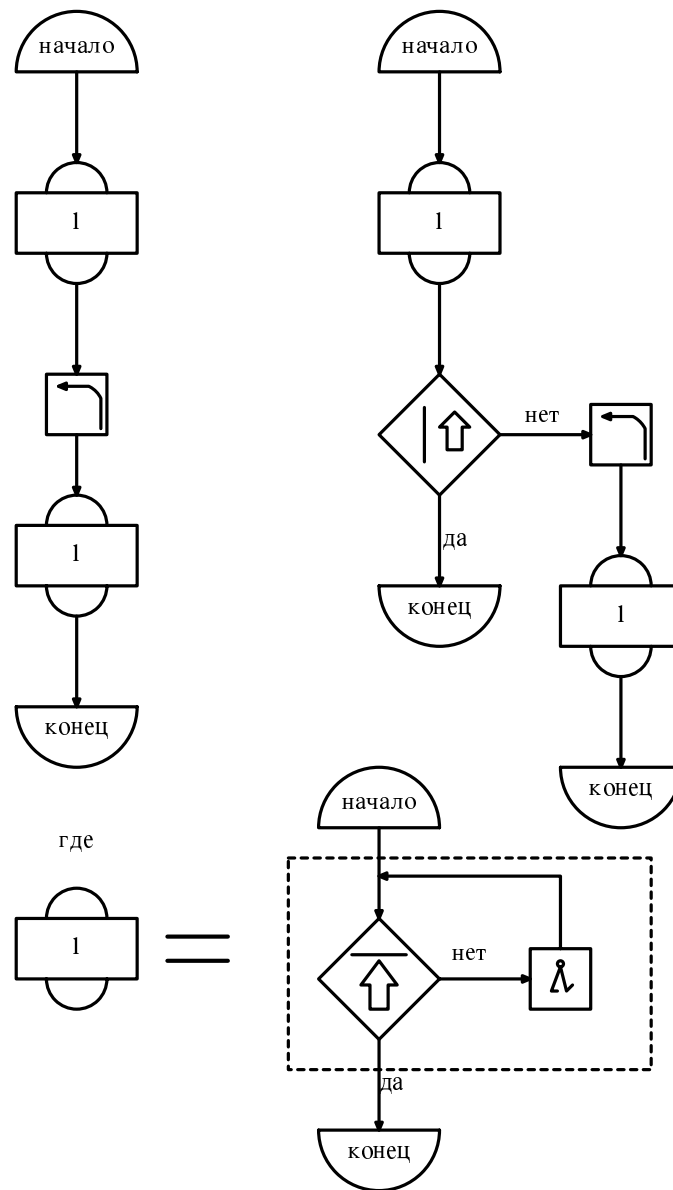 начало
1
1
конец
начало
1
нет
да
конец
1
конец
где
1
начало
нет
да
конец